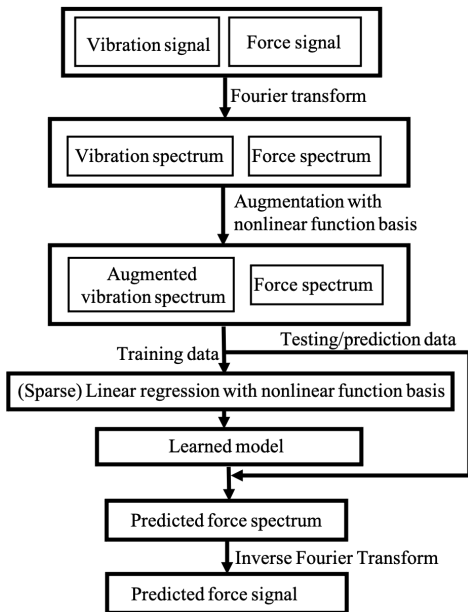 Vibration signal
Force signal
Fourier transform
Vibration spectrum
Force spectrum
Augmentation with
nonlinear function basis
Augmented
vibration spectrum
Force spectrum
Testing/prediction data
Training data
(Sparse) Linear regression with nonlinear function basis
Learned model
Predicted force spectrum
Inverse Fourier Transform
Predicted force signal